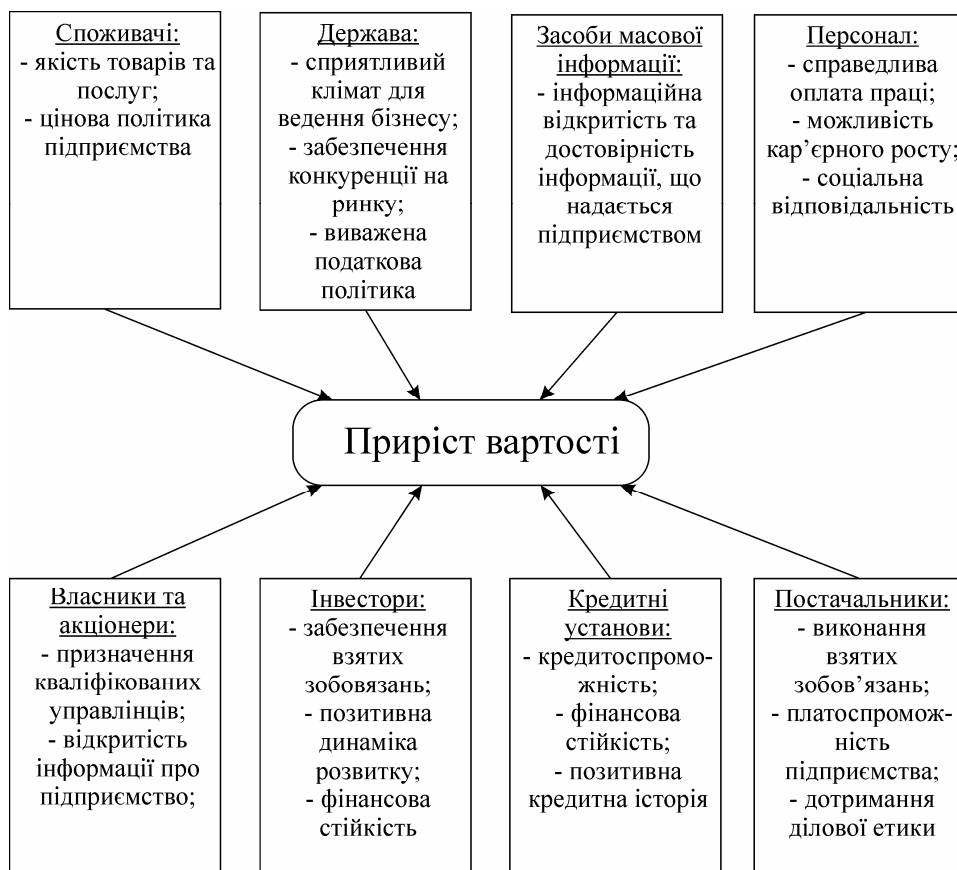 Споживачі:
- якість товарів та
послуг;
- цінова політика
підприємства
Держава:
- сприятливий
клімат для
ведення бізнесу;
- забезпечення
конкуренції на
ринку;
- виважена
податкова
політика
Засоби масової
інформації:
- інформаційна
відкритість та
достовірність
інформації, що
надається
підприємством
Персонал:
- справедлива
оплата праці;
- можливість
кар’єрного росту;
- соціальна
відповідальність
Приріст вартості
Власники та
акціонери:
- призначення
кваліфікованих
управлінців;
- відкритість
інформації про
підприємство;
Інвестори:
- забезпечення
взятих
зобовязань;
- позитивна
динаміка
розвитку;
- фінансова
стійкість
Кредитні
установи:
- кредитоспромо-
жність;
- фінансова
стійкість;
- позитивна
кредитна історія
Постачальники:
- виконання
взятих
зобов’язань;
- платоспромож-
ність
підприємства;
- дотримання
ділової етики